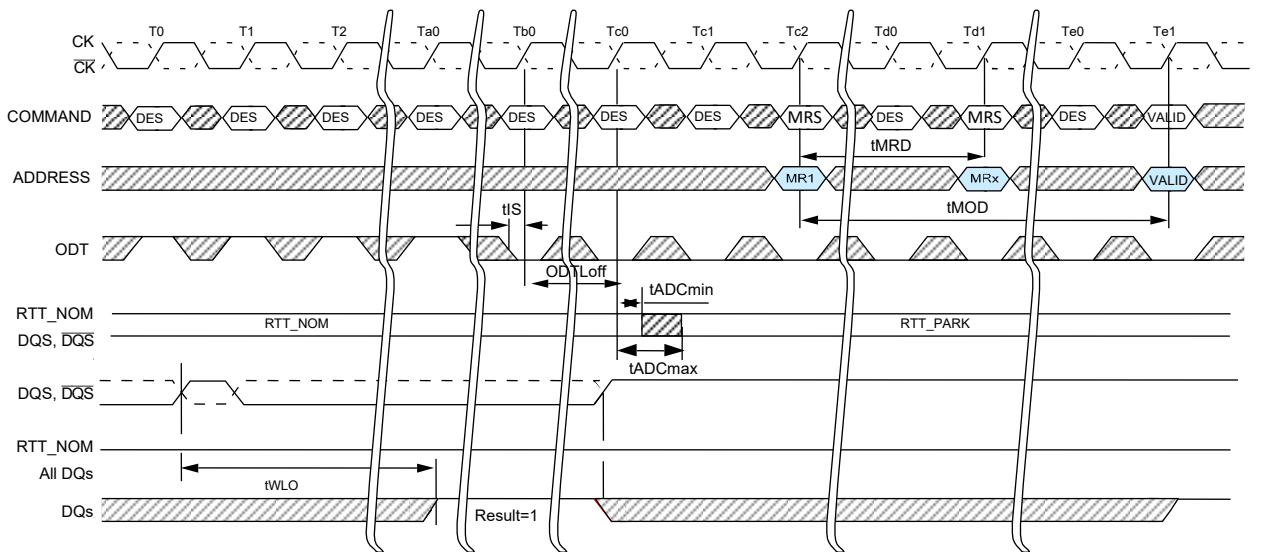 T0 T1 T2 Ta0 Tb0 Tc0 Tc1 Tc2 Td0 Td1 Te0 Te1
CK
CK
COMMAND DES DES DES DES DES DES DES MRS DES MRS DES VALID
tMRD
ADDRESS MR1 MRx VALID
tIS
tMOD
ODT
ODTLoff
tADCmin
RTT_NOM
RTT_NOM RTT_PARK
DQS, DQS
tADCmax
DQS, DQS
RTT_NOM
All DQs
tWLO
DQs Result=1